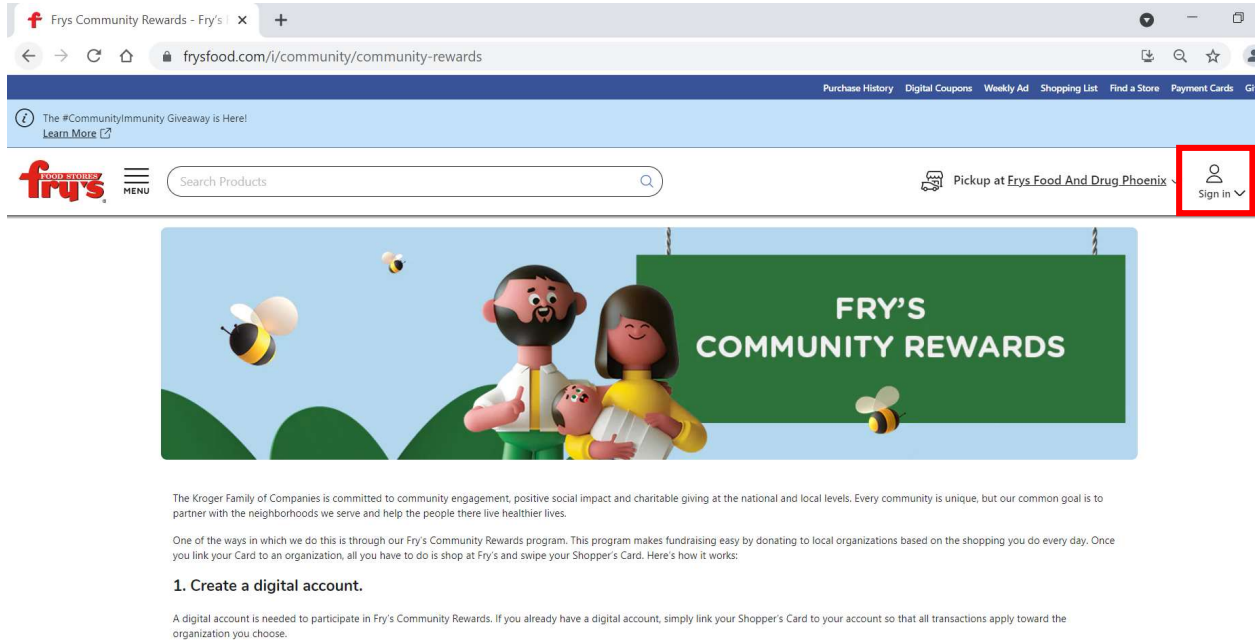 Frys Community Rewards - Fry's
frysfood.com/i/community/community-rewards
Purchase History Digital Coupons Weekly Ad Shopping List Find a Store Payment Cards Gi
The #CommunityImmunity Giveaway is Here!
Learn More
FOOD STORES
fry's
MENU
Search Products
Pickup at Frys Food And Drug Phoenix
Sign in
FRY'S
COMMUNITY REWARDS
The Kroger Family of Companies is committed to community engagement, positive social impact and charitable giving at the national and local levels. Every community is unique, but our common goal is to
partner with the neighborhoods we serve and help the people there live healthier lives.
One of the ways in which we do this is through our Fry's Community Rewards program. This program makes fundraising easy by donating to local organizations based on the shopping you do every day. Once
you link your Card to an organization, all you have to do is shop at Fry's and swipe your Shopper's Card. Here's how it works:
1. Create a digital account.
A digital account is needed to participate in Fry's Community Rewards. If you already have a digital account, simply link your Shopper's Card to your account so that all transactions apply toward the
organization you choose.